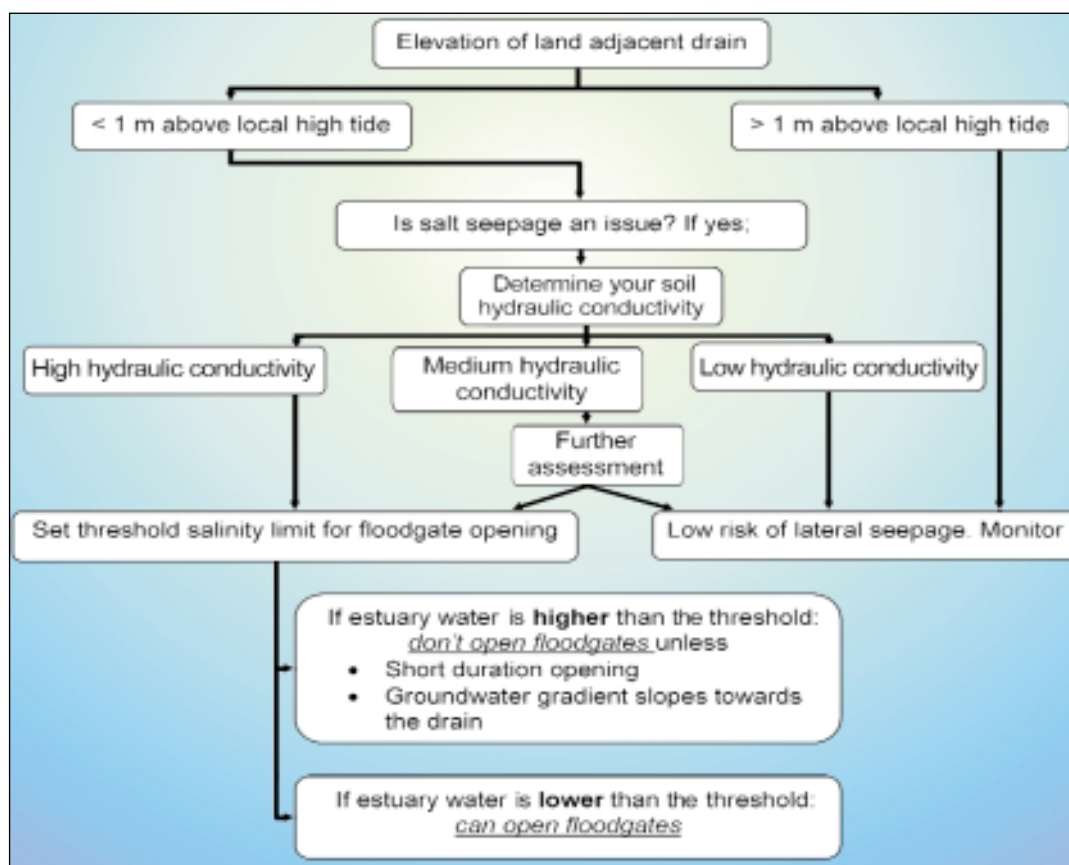 Elevation of land adjacent drain
< 1 m above local high tide
> 1 m above local high tide
Is salt seepage an issue? If yes;
Determine your soil
hydraulic conductivity
High hydraulic conductivity
Medium hydraulic
conductivity
Low hydraulic conductivity
Further
assessment
Set threshold salinity limit for floodgate opening
Low risk of lateral seepage. Monitor
If estuary water is higher than the threshold:
don't open floodgates unless
• Short duration opening
• Groundwater gradient slopes towards
the drain
If estuary water is lower than the threshold:
can open floodgates